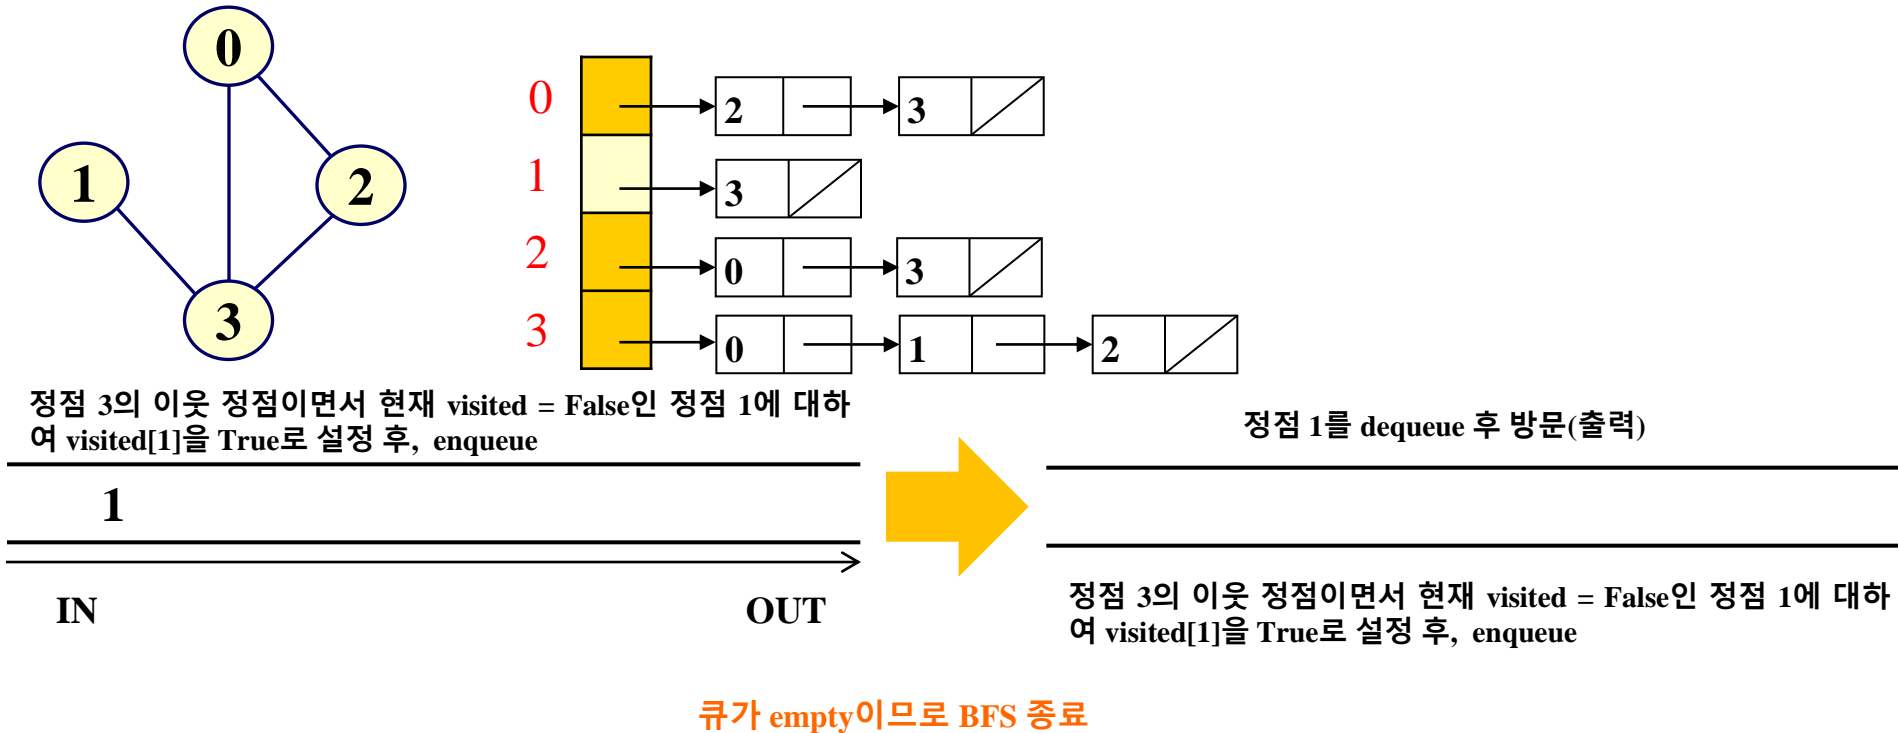 0
1
2
3
0
2
3
1
3
2
0
3
3
0
1
2
정점 3의 이웃 정점이면서 현재 visited = False인 정점 1에 대하
여 visited[1]을 True로 설정 후, enqueue
정점 1를 dequeue 후 방문(출력)
1
IN
OUT
정점 3의 이웃 정점이면서 현재 visited = False인 정점 1에 대하
여 visited[1]을 True로 설정 후, enqueue
큐가 empty이므로 BFS 종료